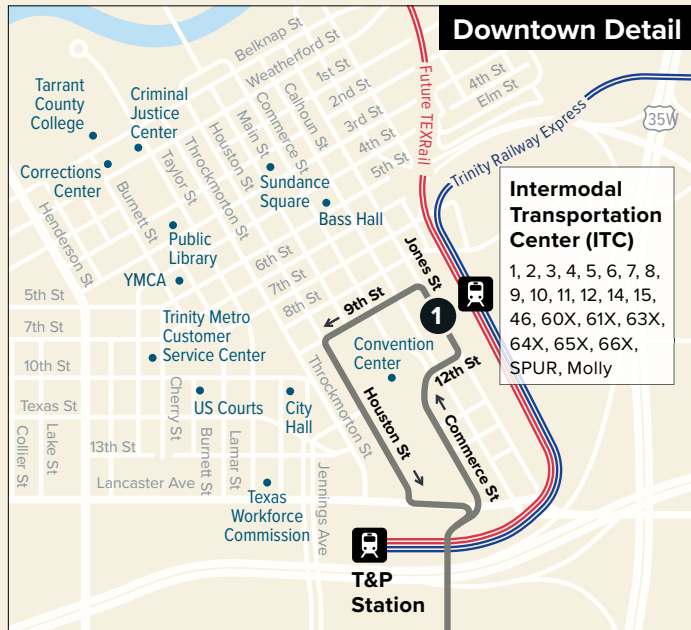 Downtown Detail
Belknap St
Weatherford St
1st St
2nd St
3rd St
4th St
5th St
4th St
Elm St
Calhoun St
Commerce St
Main St
Houston St
Throckmorton St
Taylor St
Burnett St
Henderson St
Future TEXRail
Trinity Railway Express
35W
Tarrant
County
College
Criminal
Justice
Center
Corrections
Center
Sundance
Square
Bass Hall
Public
Library
YMCA
Intermodal
Transportation
Center (ITC)
1, 2, 3, 4, 5, 6, 7, 8,
9, 10, 11, 12, 14, 15,
46, 60X, 61X, 63X,
64X, 65X, 66X,
SPUR, Molly
Jones St
6th St
7th St
8th St
9th St
1
5th St
7th St
10th St
Texas St
13th St
Lancaster Ave
Trinity Metro
Customer
Service Center
Convention
Center
12th St
Throckmorton St
Houston St
Commerce St
US Courts
City
Hall
Cherry St
Burnett St
Lamar St
Collier St
Lake St
Jennings Ave
Texas
Workforce
Commission
T&P
Station